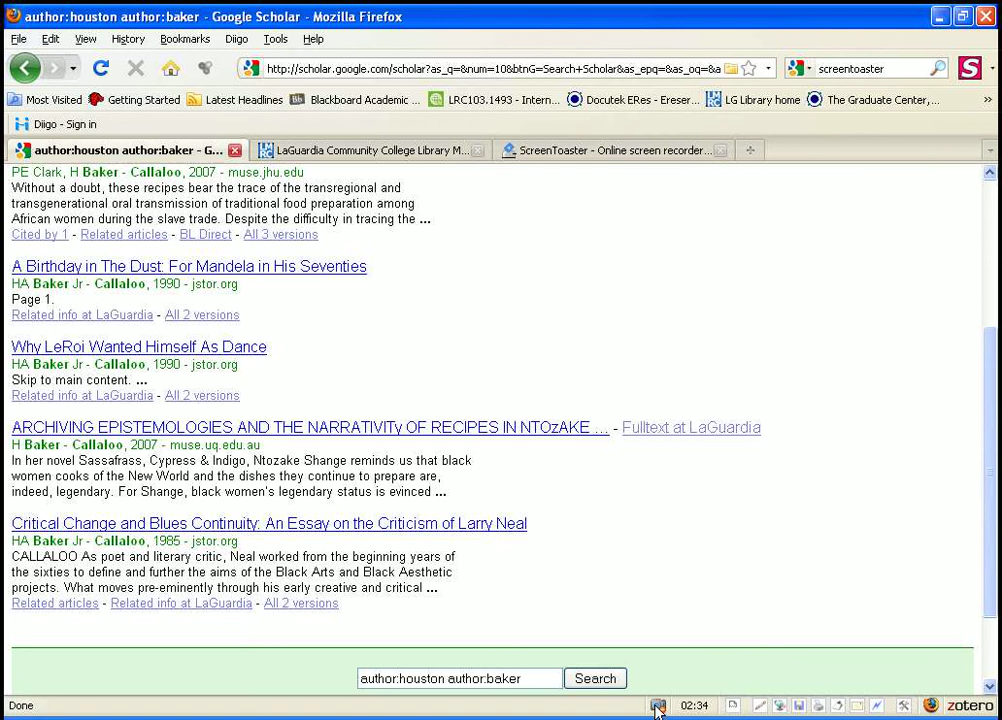 author:houston author:baker - Google Scholar - Mozilla Firefox
File Edit View History Bookmarks Diigo Tools Help
http://scholar.google.com/scholar?as_q=&num=10&btnG=Search+Scholar&as_epq=&as_oq=&a
screentoaster
S
Most Visited Getting Started Latest Headlines Bb Blackboard Academic ... LRC103.1493 - Intern... Docutek ERes - Ereser... LG Library home The Graduate Center,... »
Diigo - Sign in
author:houston author:baker - G... LaGuardia Community College Library M... ScreenToaster - Online screen recorder...
PE Clark, H Baker - Callaloo, 2007 - muse.jhu.edu
Without a doubt, these recipes bear the trace of the transregional and
transgenerational oral transmission of traditional food preparation among
African women during the slave trade. Despite the difficulty in tracing the ...
Cited by 1 - Related articles - BL Direct - All 3 versions
A Birthday in The Dust: For Mandela in His Seventies
HA Baker Jr - Callaloo, 1990 - jstor.org
Page 1.
Related info at LaGuardia - All 2 versions
Why LeRoi Wanted Himself As Dance
HA Baker Jr - Callaloo, 1990 - jstor.org
Skip to main content. ...
Related info at LaGuardia - All 2 versions
ARCHIVING EPISTEMOLOGIES AND THE NARRATIVITy OF RECIPES IN NTOzAKE ... - Fulltext at LaGuardia
H Baker - Callaloo, 2007 - muse.uq.edu.au
In her novel Sassafrass, Cypress & Indigo, Ntozake Shange reminds us that black
women cooks of the New World and the dishes they continue to prepare are,
indeed, legendary. For Shange, black women's legendary status is evinced ...
Critical Change and Blues Continuity: An Essay on the Criticism of Larry Neal
HA Baker Jr - Callaloo, 1985 - jstor.org
CALLALOO As poet and literary critic, Neal worked from the beginning years of
the sixties to define and further the aims of the Black Arts and Black Aesthetic
projects. What moves pre-eminently through his early creative and critical ...
Related articles - Related info at LaGuardia - All 2 versions
author:houston author:baker Search
Done 02:34 zotero